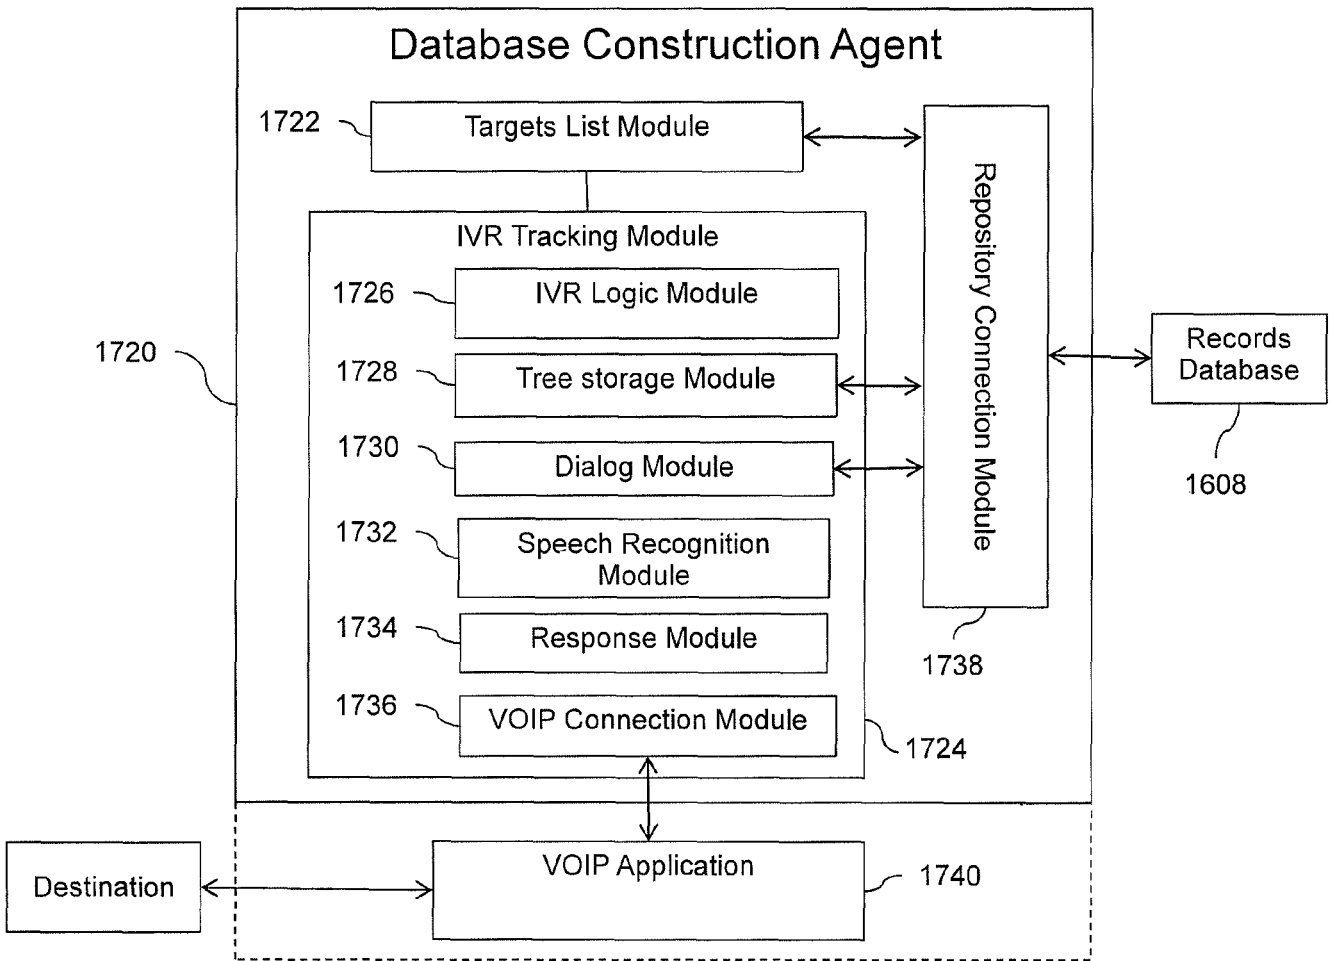 Database Construction Agent
1722
Targets List Module
IVR Tracking Module
1726
IVR Logic Module
1720
1728
Tree storage Module
1730
Dialog Module
1732
Speech Recognition
Module
1734
Response Module
1736
VOIP Connection Module
1724
Repository Connection Module
1738
Records
Database
1608
Destination
VOIP Application
1740